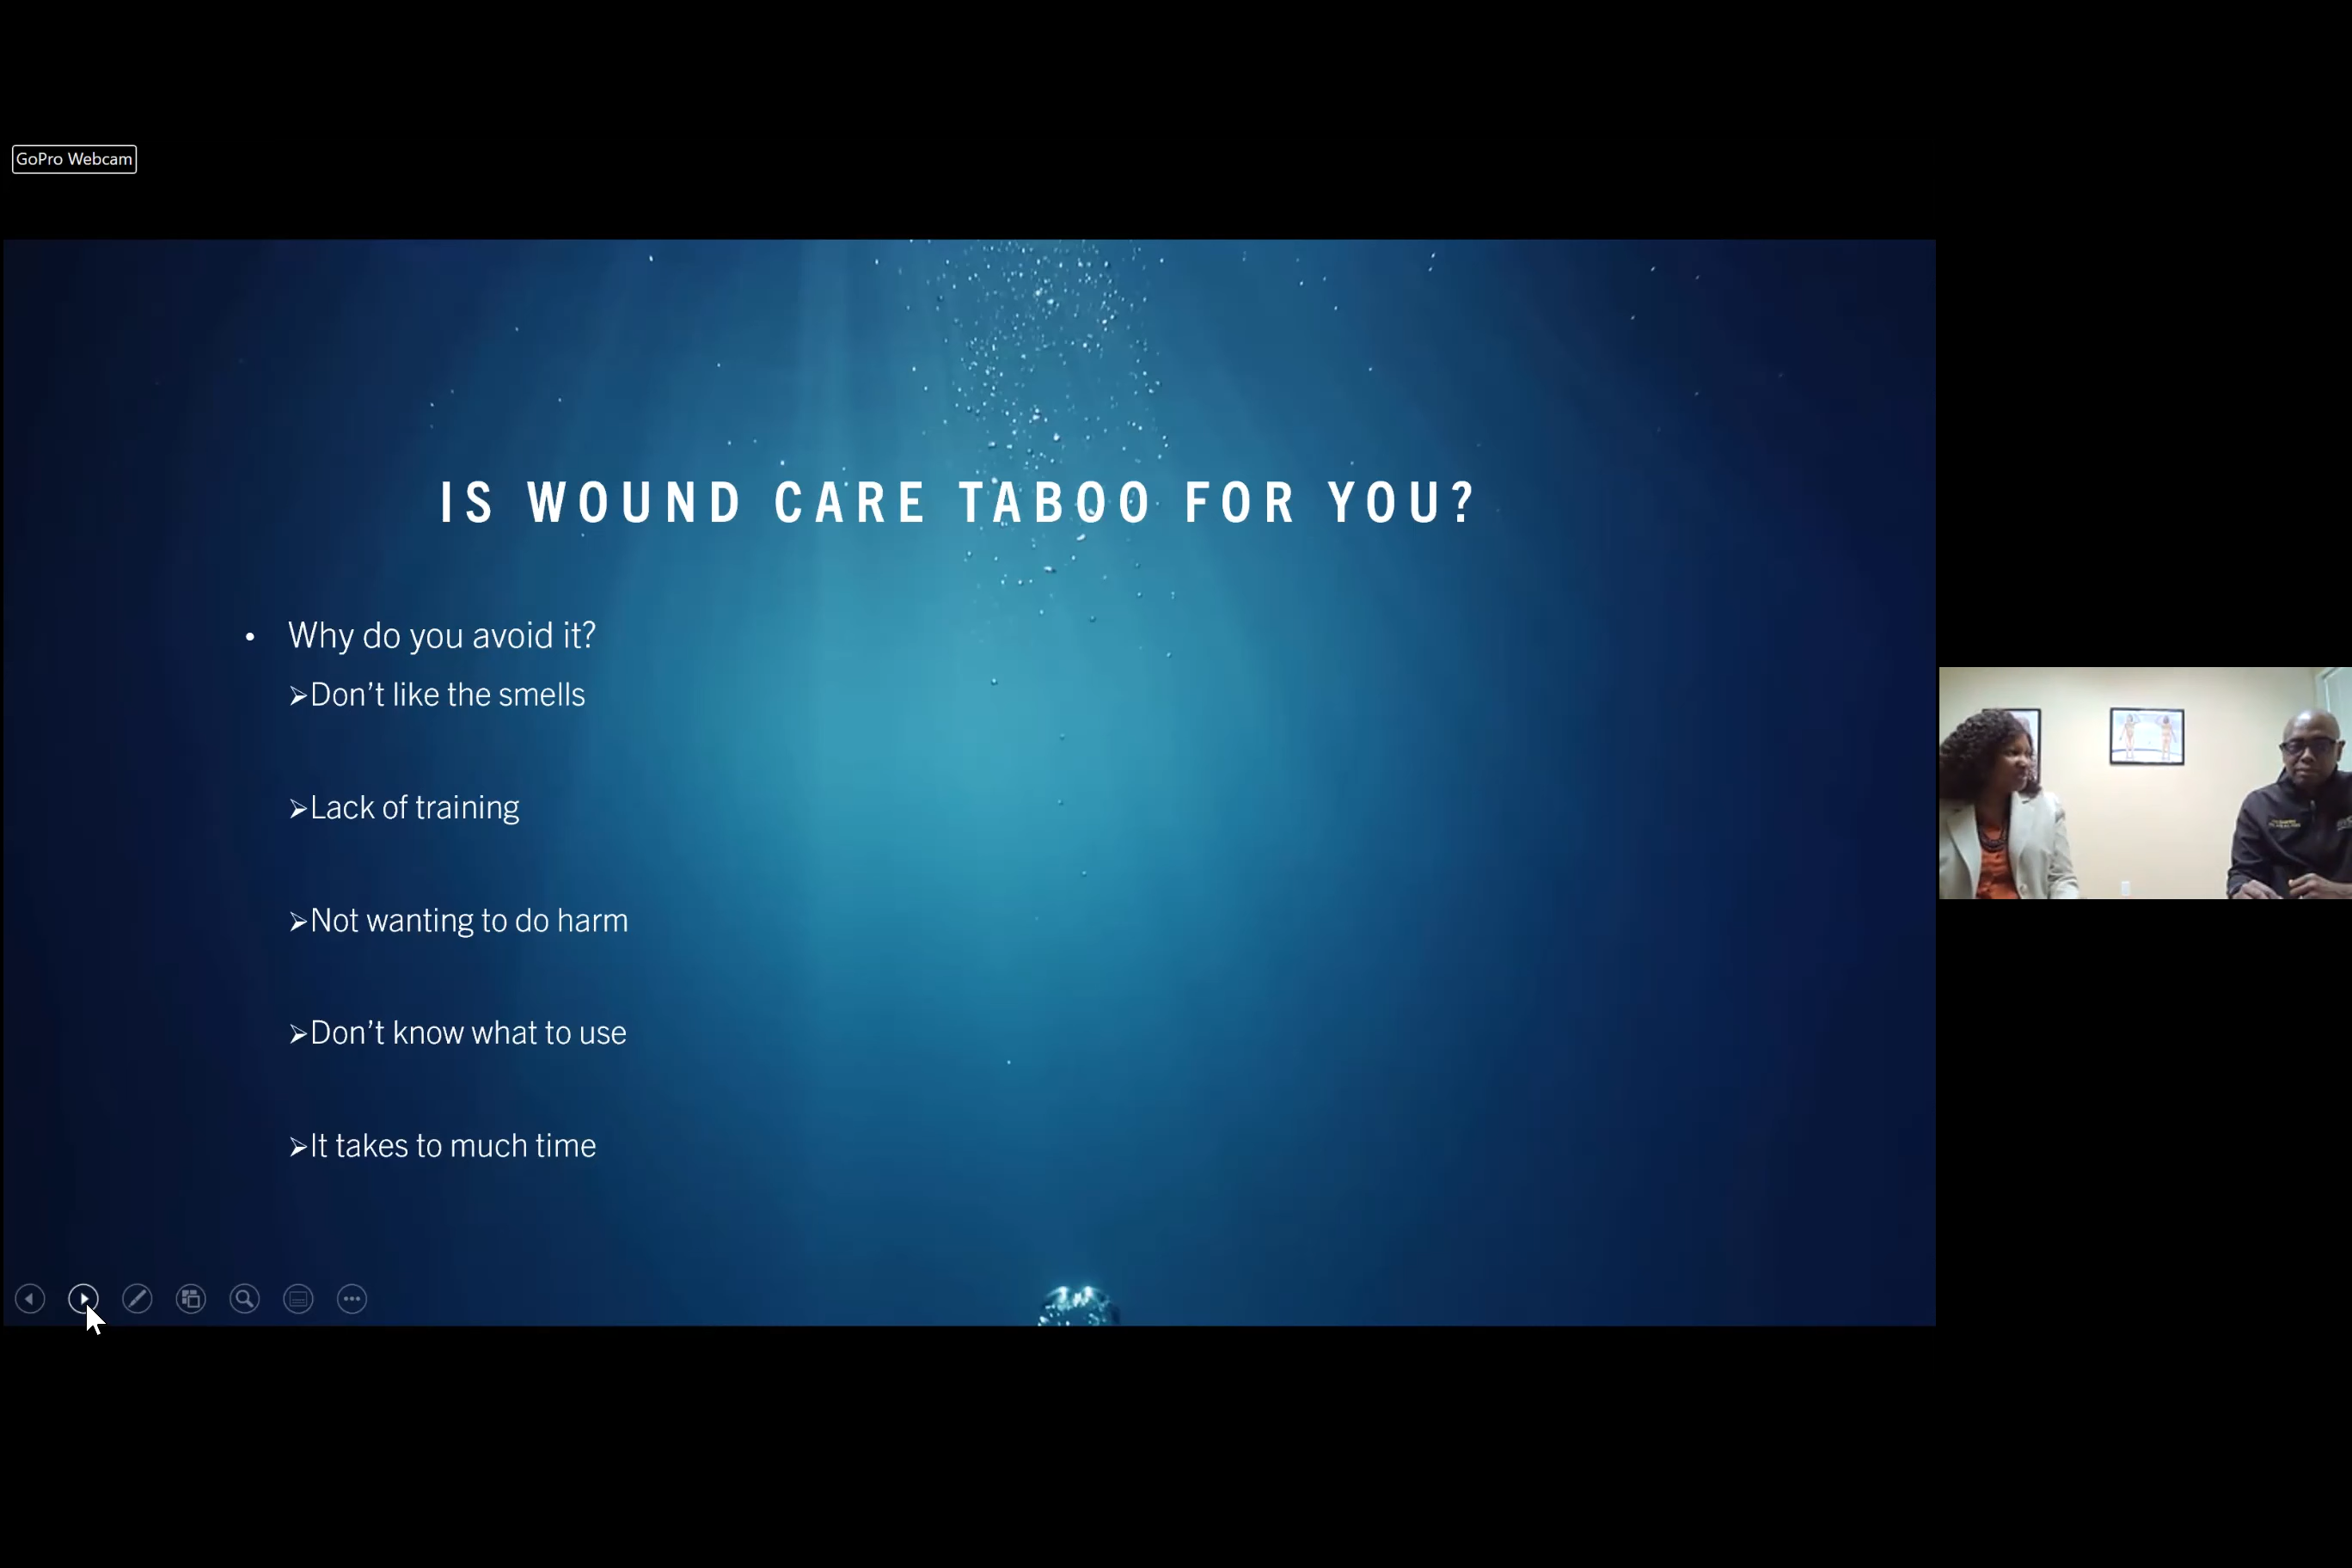 GoPro Webcam
IS WOUND CARE TABOO FOR YOU?
• Why do you avoid it?
➢Don't like the smells
➢Lack of training
➢Not wanting to do harm
➢Don't know what to use
➢It takes to much time